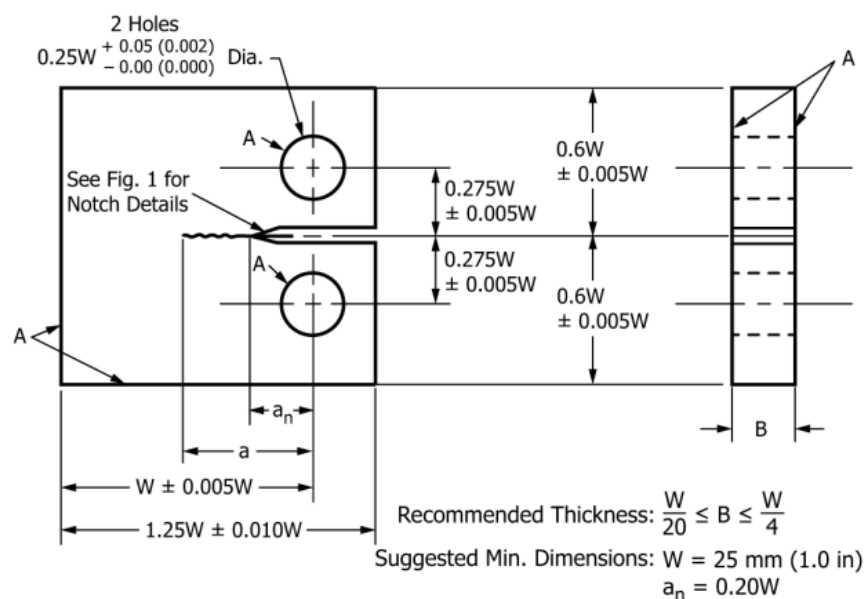 2 Holes
0.25W + 0.05 (0.002) Dia.
− 0.00 (0.000)
A
A
See Fig. 1 for
Notch Details
0.6W
± 0.005W
0.275W
± 0.005W
A
0.275W
± 0.005W
0.6W
± 0.005W
A
aₙ
a
B
W ± 0.005W
1.25W ± 0.010W
Recommended Thickness: W/20 ≤ B ≤ W/4
Suggested Min. Dimensions: W = 25 mm (1.0 in)
aₙ = 0.20W